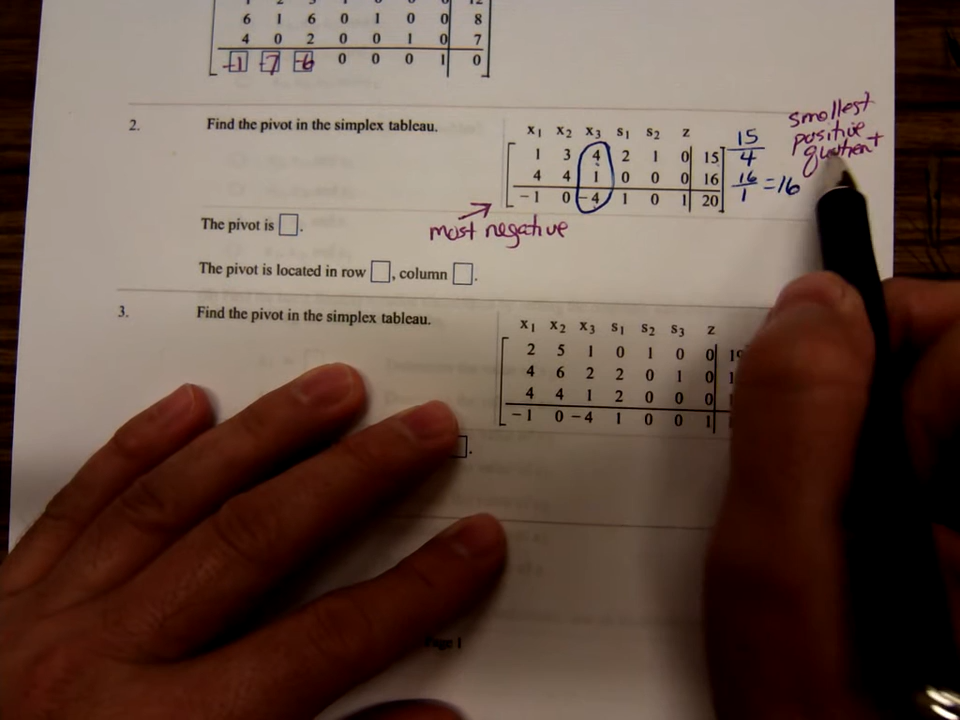 6 1 6 0 1 0 0 8
4 0 2 0 0 1 0 7
-1 -7 -6 0 0 0 1 0
2. Find the pivot in the simplex tableau.
x1 x2 x3 s1 s2 z
1 3 4 2 1 0 15
4 4 1 0 0 0 16
-1 0 -4 1 0 1 20
15/4
16/1 = 16
smallest
positive
quotient
most negative
The pivot is .
The pivot is located in row , column .
3. Find the pivot in the simplex tableau.
x1 x2 x3 s1 s2 s3 z
2 5 1 0 1 0 0
4 6 2 2 0 1 0
4 4 1 2 0 0 0
-1 0 -4 1 0 0 1
Page 1